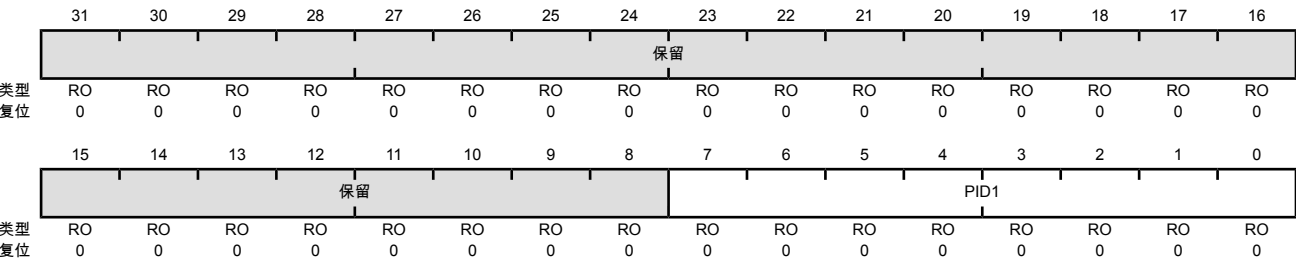 31 30 29 28 27 26 25 24 23 22 21 20 19 18 17 16
保留
类型 RO RO RO RO RO RO RO RO RO RO RO RO RO RO RO RO
复位 0 0 0 0 0 0 0 0 0 0 0 0 0 0 0 0
15 14 13 12 11 10 9 8 7 6 5 4 3 2 1 0
保留 PID1
类型 RO RO RO RO RO RO RO RO RO RO RO RO RO RO RO RO
复位 0 0 0 0 0 0 0 0 0 0 0 0 0 0 0 0